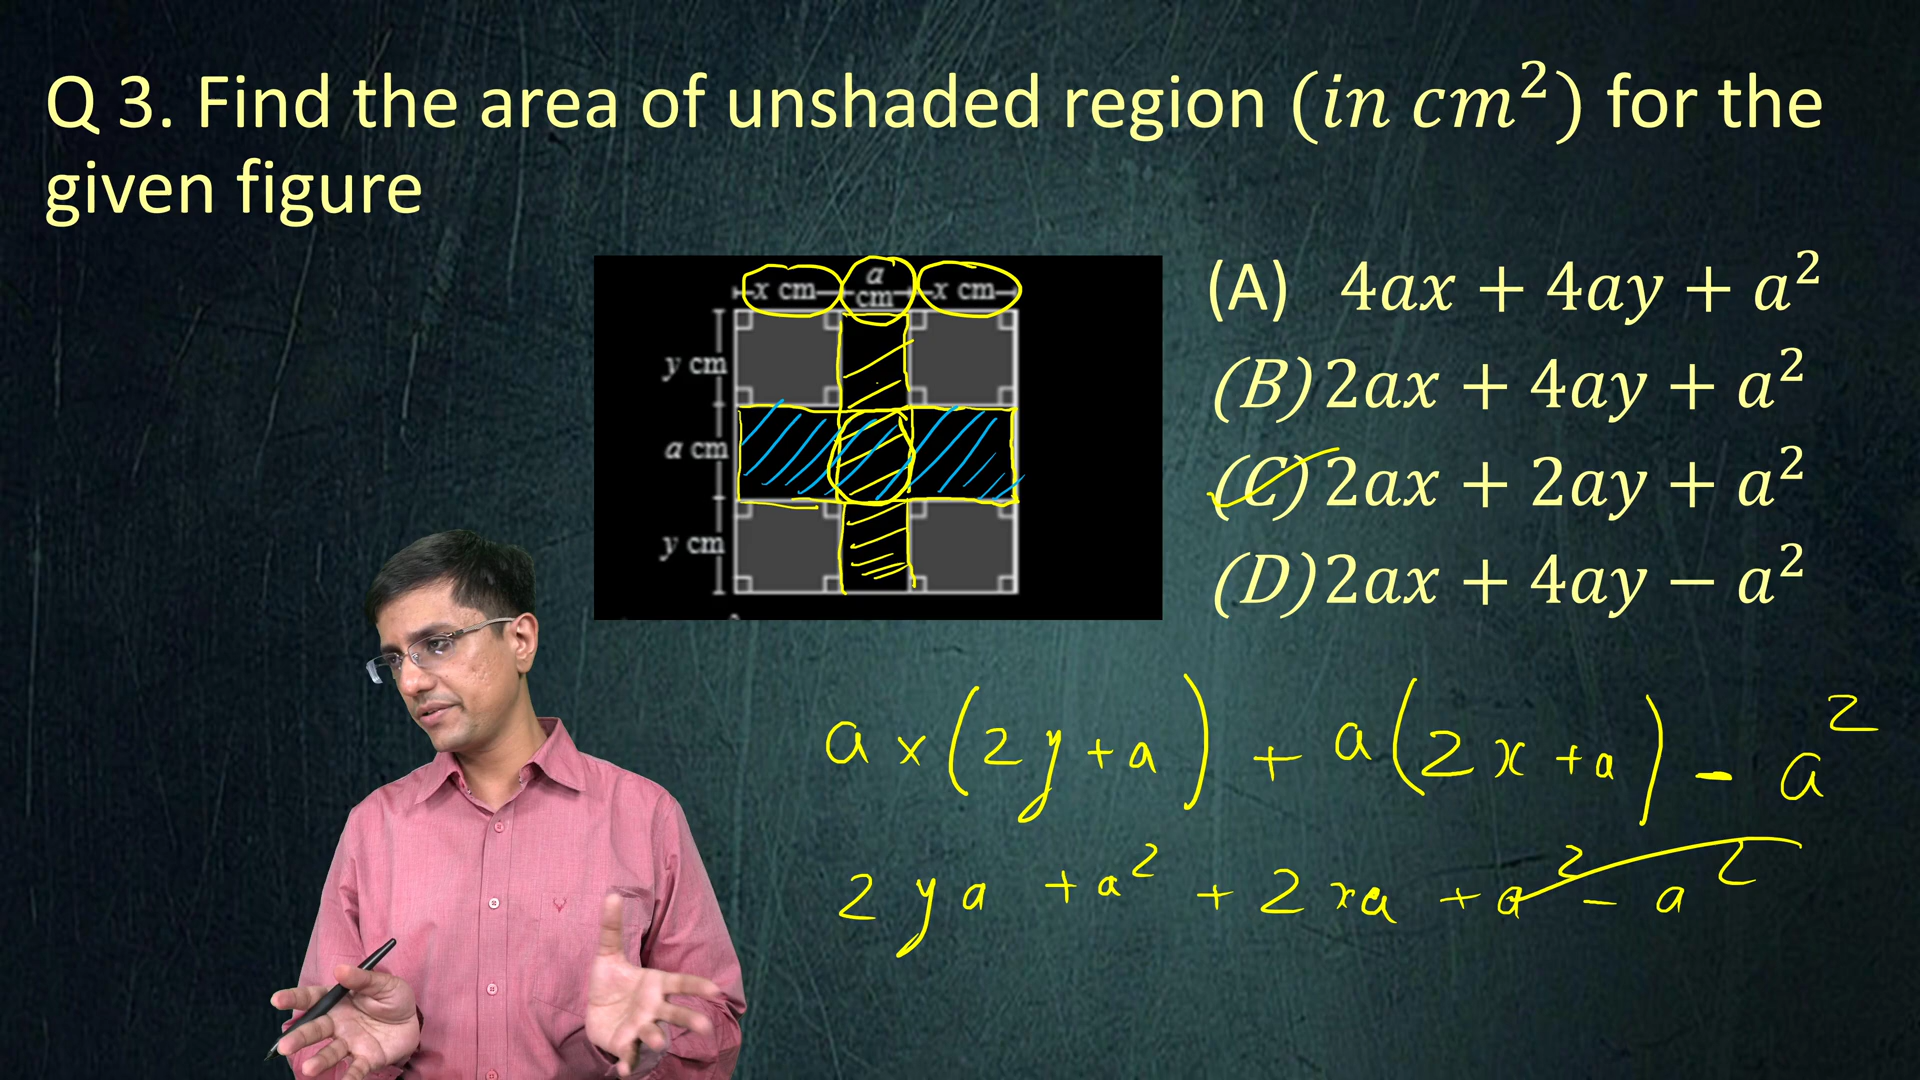 Q 3. Find the area of unshaded region (in cm²) for the
given figure
x cm a cm x cm
y cm
a cm
y cm
(A) 4ax + 4ay + a²
(B) 2ax + 4ay + a²
(C) 2ax + 2ay + a²
(D) 2ax + 4ay − a²
a × (2y + a) + a(2x + a) − a²
2ya + a² + 2xa + a² − a²